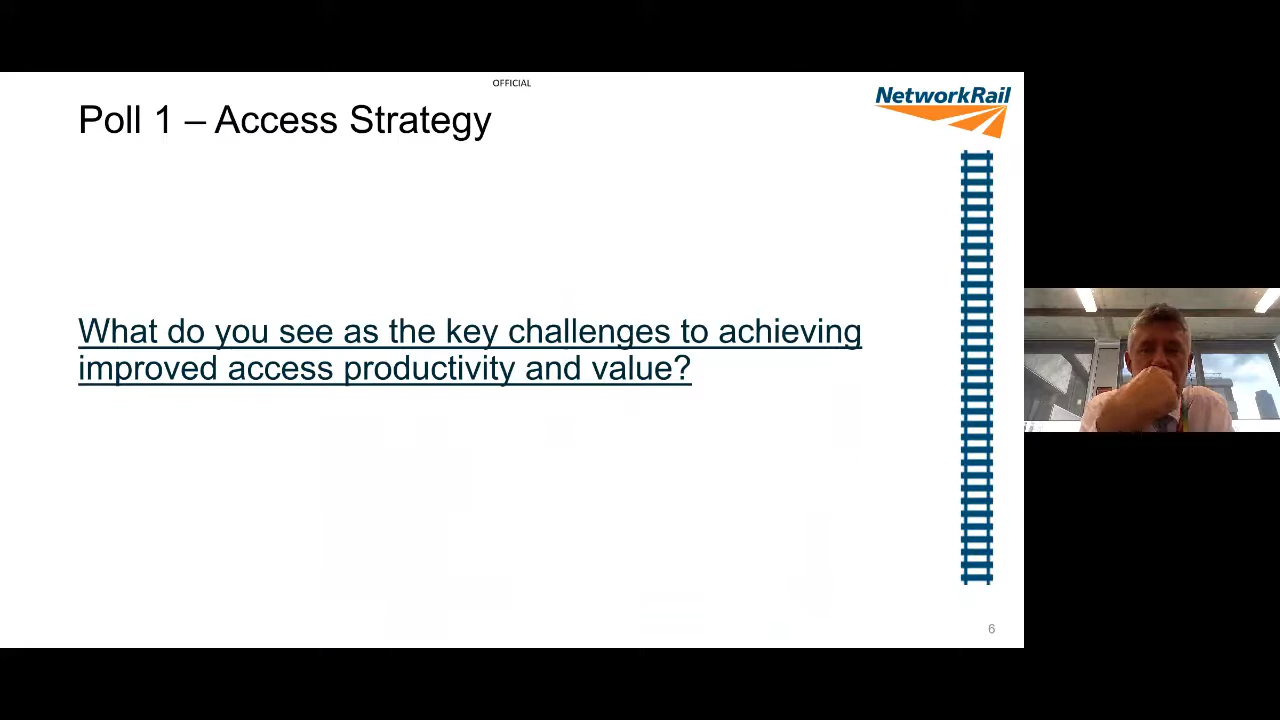 OFFICIAL
Poll 1 – Access Strategy
NetworkRail
What do you see as the key challenges to achieving
improved access productivity and value?
6